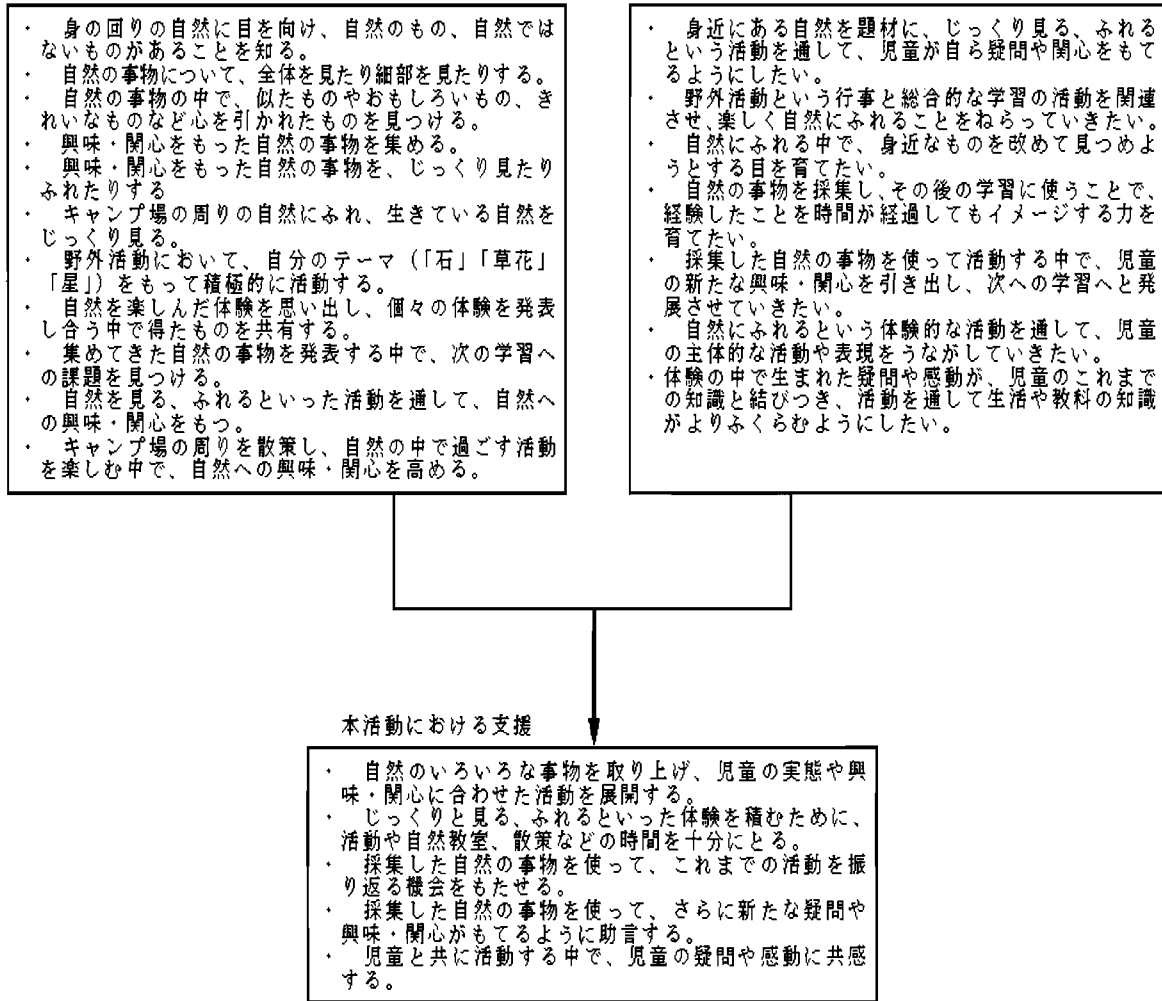 ・　身の回りの自然に目を向け、自然のもの、自然では
ないものがあることを知る。
・　自然の事物について、全体を見たり細部を見たりする。
・　自然の事物の中で、似たものやおもしろいもの、き
れいなものなど心を引かれたものを見つける。
・　興味・関心をもった自然の事物を集める。
・　興味・関心をもった自然の事物を、じっくり見たり
ふれたりする
・　キャンプ場の周りの自然にふれ、生きている自然を
じっくり見る。
・　野外活動において、自分のテーマ（「石」「草花」
「星」）をもって積極的に活動する。
・　自然を楽しんだ体験を思い出し、個々の体験を発表
し合う中で得たものを共有する。
・　集めてきた自然の事物を発表する中で、次の学習へ
の課題を見つける。
・　自然を見る、ふれるといった活動を通して、自然へ
の興味・関心をもつ。
・　キャンプ場の周りを散策し、自然の中で過ごす活動
を楽しむ中で、自然への興味・関心を高める。
・　身近にある自然を題材に、じっくり見る、ふれる
という活動を通して、児童が自ら疑問や関心をもて
るようにしたい。
・　野外活動という行事と総合的な学習の活動を関連
させ、楽しく自然にふれることをねらっていきたい。
・　自然にふれる中で、身近なものを改めて見つめよ
うとする目を育てたい。
・　自然の事物を採集し、その後の学習に使うことで、
経験したことを時間が経過してもイメージする力を
育てたい。
・　採集した自然の事物を使って活動する中で、児童
の新たな興味・関心を引き出し、次への学習へと発
展させていきたい。
・　自然にふれるという体験的な活動を通して、児童
の主体的な活動や表現をうながしていきたい。
・体験の中で生まれた疑問や感動が、児童のこれまで
の知識と結びつき、活動を通して生活や教科の知識
がよりふくらむようにしたい。
本活動における支援
・　自然のいろいろな事物を取り上げ、児童の実態や興
味・関心に合わせた活動を展開する。
・　じっくりと見る、ふれるといった体験を積むために、
活動や自然教室、散策などの時間を十分にとる。
・　採集した自然の事物を使って、これまでの活動を振
り返る機会をもたせる。
・　採集した自然の事物を使って、さらに新たな疑問や
興味・関心がもてるように助言する。
・　児童と共に活動する中で、児童の疑問や感動に共感
する。